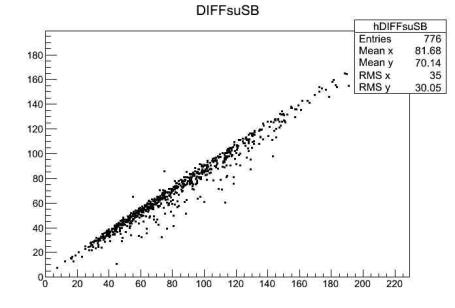 DIFFsuSB
hDIFFsuSB
Entries 776
Mean x 81.68
Mean y 70.14
RMS x 35
RMS y 30.05
180
160
140
120
100
80
60
40
20
0
0 20 40 60 80 100 120 140 160 180 200 220